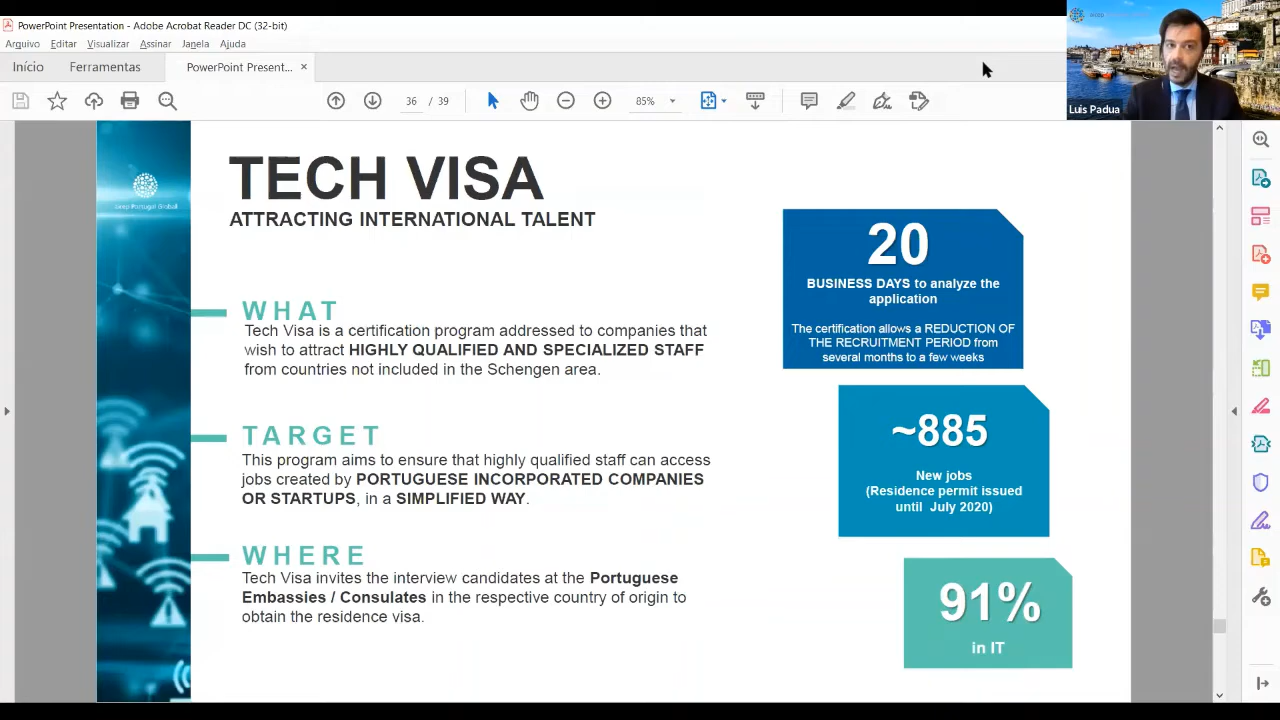 PowerPoint Presentation - Adobe Acrobat Reader DC (32-bit)
Arquivo Editar Visualizar Assinar Janela Ajuda
Início Ferramentas PowerPoint Present... ×
36 / 39 85%
Luis Padua
TECH VISA
ATTRACTING INTERNATIONAL TALENT
WHAT
Tech Visa is a certification program addressed to companies that
wish to attract HIGHLY QUALIFIED AND SPECIALIZED STAFF
from countries not included in the Schengen area.
TARGET
This program aims to ensure that highly qualified staff can access
jobs created by PORTUGUESE INCORPORATED COMPANIES
OR STARTUPS, in a SIMPLIFIED WAY.
WHERE
Tech Visa invites the interview candidates at the Portuguese
Embassies / Consulates in the respective country of origin to
obtain the residence visa.
20
BUSINESS DAYS to analyze the
application
The certification allows a REDUCTION OF
THE RECRUITMENT PERIOD from
several months to a few weeks
~885
New jobs
(Residence permit issued
until July 2020)
91%
in IT